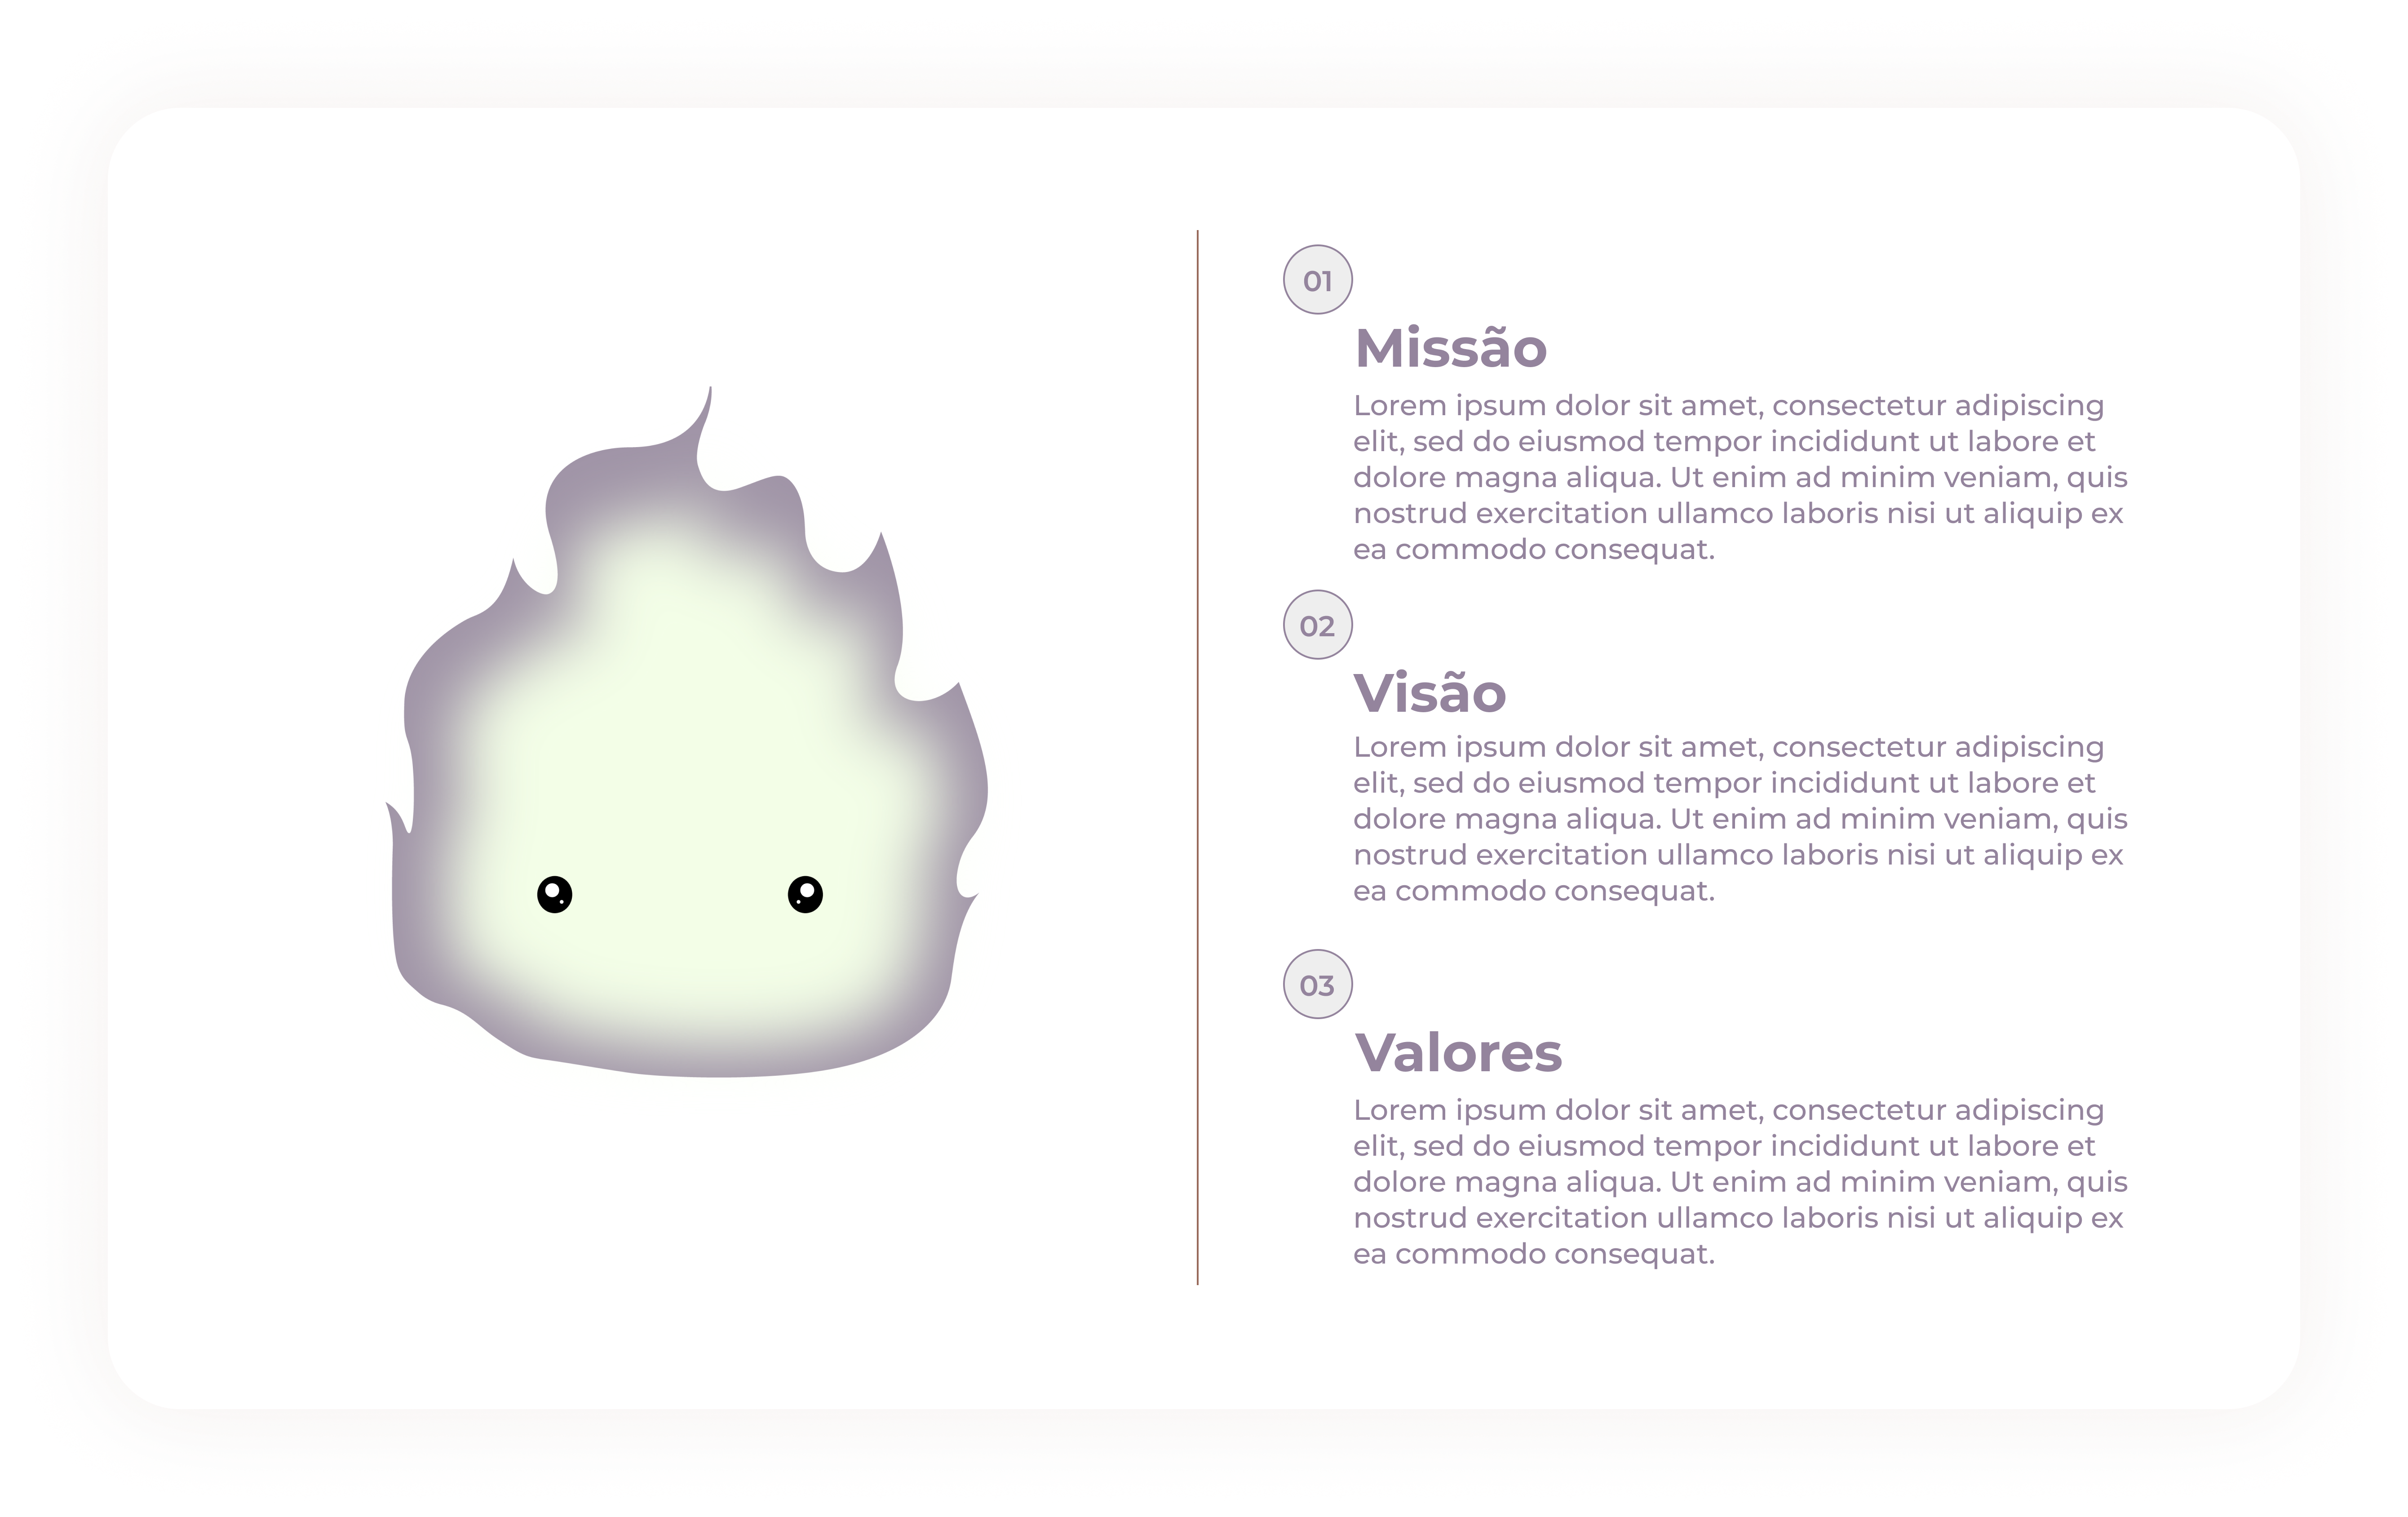 01
Missão
Lorem ipsum dolor sit amet, consectetur adipiscing
elit, sed do eiusmod tempor incididunt ut labore et
dolore magna aliqua. Ut enim ad minim veniam, quis
nostrud exercitation ullamco laboris nisi ut aliquip ex
ea commodo consequat.
02
Visão
Lorem ipsum dolor sit amet, consectetur adipiscing
elit, sed do eiusmod tempor incididunt ut labore et
dolore magna aliqua. Ut enim ad minim veniam, quis
nostrud exercitation ullamco laboris nisi ut aliquip ex
ea commodo consequat.
03
Valores
Lorem ipsum dolor sit amet, consectetur adipiscing
elit, sed do eiusmod tempor incididunt ut labore et
dolore magna aliqua. Ut enim ad minim veniam, quis
nostrud exercitation ullamco laboris nisi ut aliquip ex
ea commodo consequat.